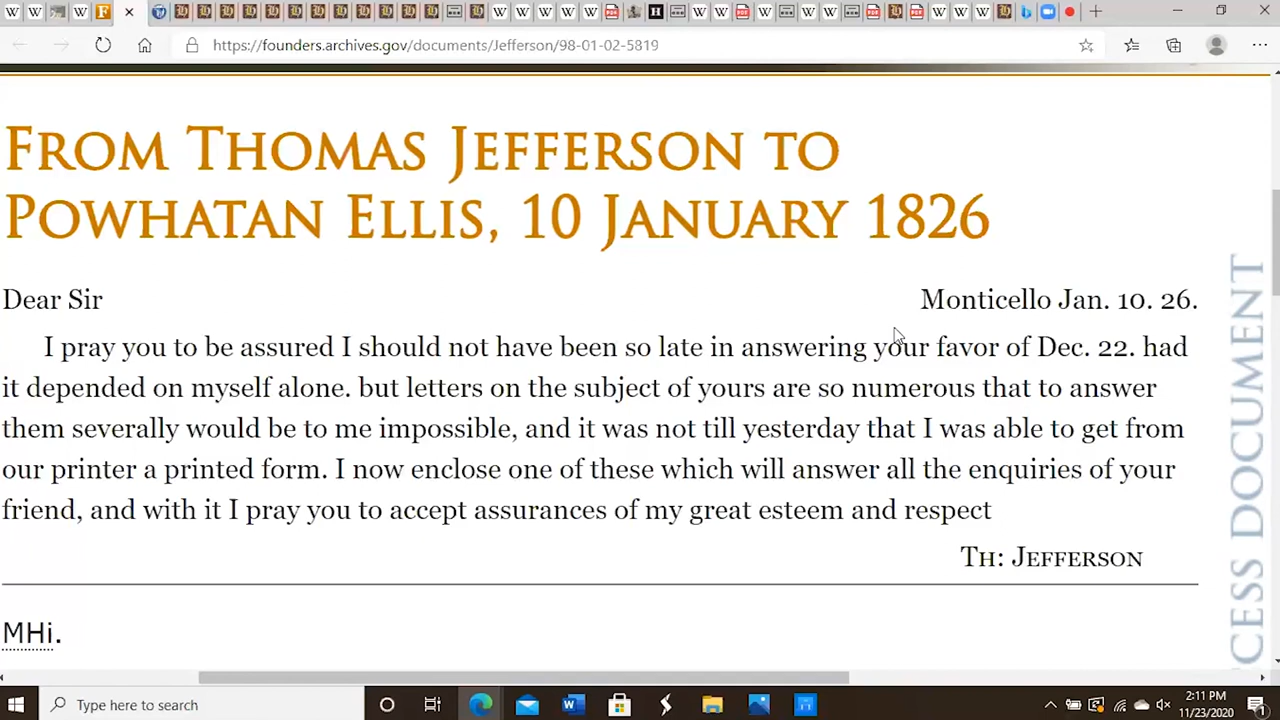 https://founders.archives.gov/documents/Jefferson/98-01-02-5819
FROM THOMAS JEFFERSON TO
POWHATAN ELLIS, 10 JANUARY 1826
Dear Sir
Monticello Jan. 10. 26.
I pray you to be assured I should not have been so late in answering your favor of Dec. 22. had
it depended on myself alone. but letters on the subject of yours are so numerous that to answer
them severally would be to me impossible, and it was not till yesterday that I was able to get from
our printer a printed form. I now enclose one of these which will answer all the enquiries of your
friend, and with it I pray you to accept assurances of my great esteem and respect
TH: JEFFERSON
MHi.
CESS DOCUMENT
Type here to search
2:11 PM
11/23/2020